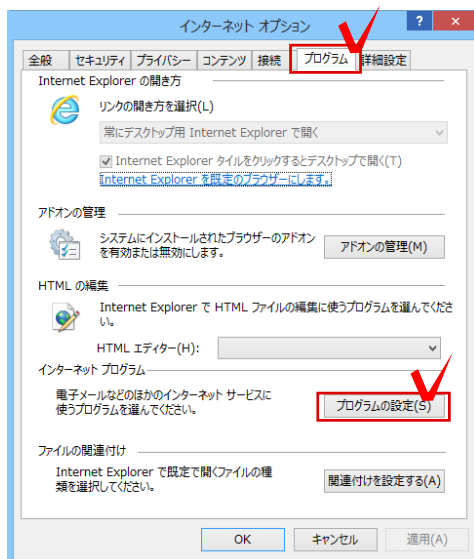 インターネット オプション
全般 セキュリティ プライバシー コンテンツ 接続 プログラム 詳細設定
Internet Explorer の開き方
リンクの開き方を選択(L)
常にデスクトップ用 Internet Explorer で開く
Internet Explorer タイルをクリックするとデスクトップで開く(T)
Internet Explorer を既定のブラウザーにします。
アドオンの管理
システムにインストールされたブラウザーのアドオン
を有効または無効にします。
アドオンの管理(M)
HTML の編集
Internet Explorer で HTML ファイルの編集に使うプログラムを選んでくださ
い。
HTML エディター(H):
インターネット プログラム
電子メールなどのほかのインターネット サービスに
使うプログラムを選んでください。
プログラムの設定(S)
ファイルの関連付け
Internet Explorer で既定で開くファイルの種
類を選択してください。
関連付けを設定する(A)
OK キャンセル 適用(A)